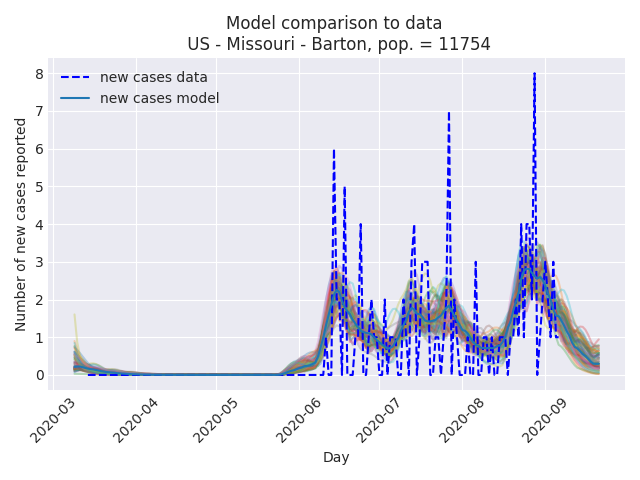 Model comparison to data
US - Missouri - Barton, pop. = 11754
new cases data
new cases model
Number of new cases reported
8
7
6
5
4
3
2
1
0
2020-03
2020-04
2020-05
2020-06
2020-07
2020-08
2020-09
Day